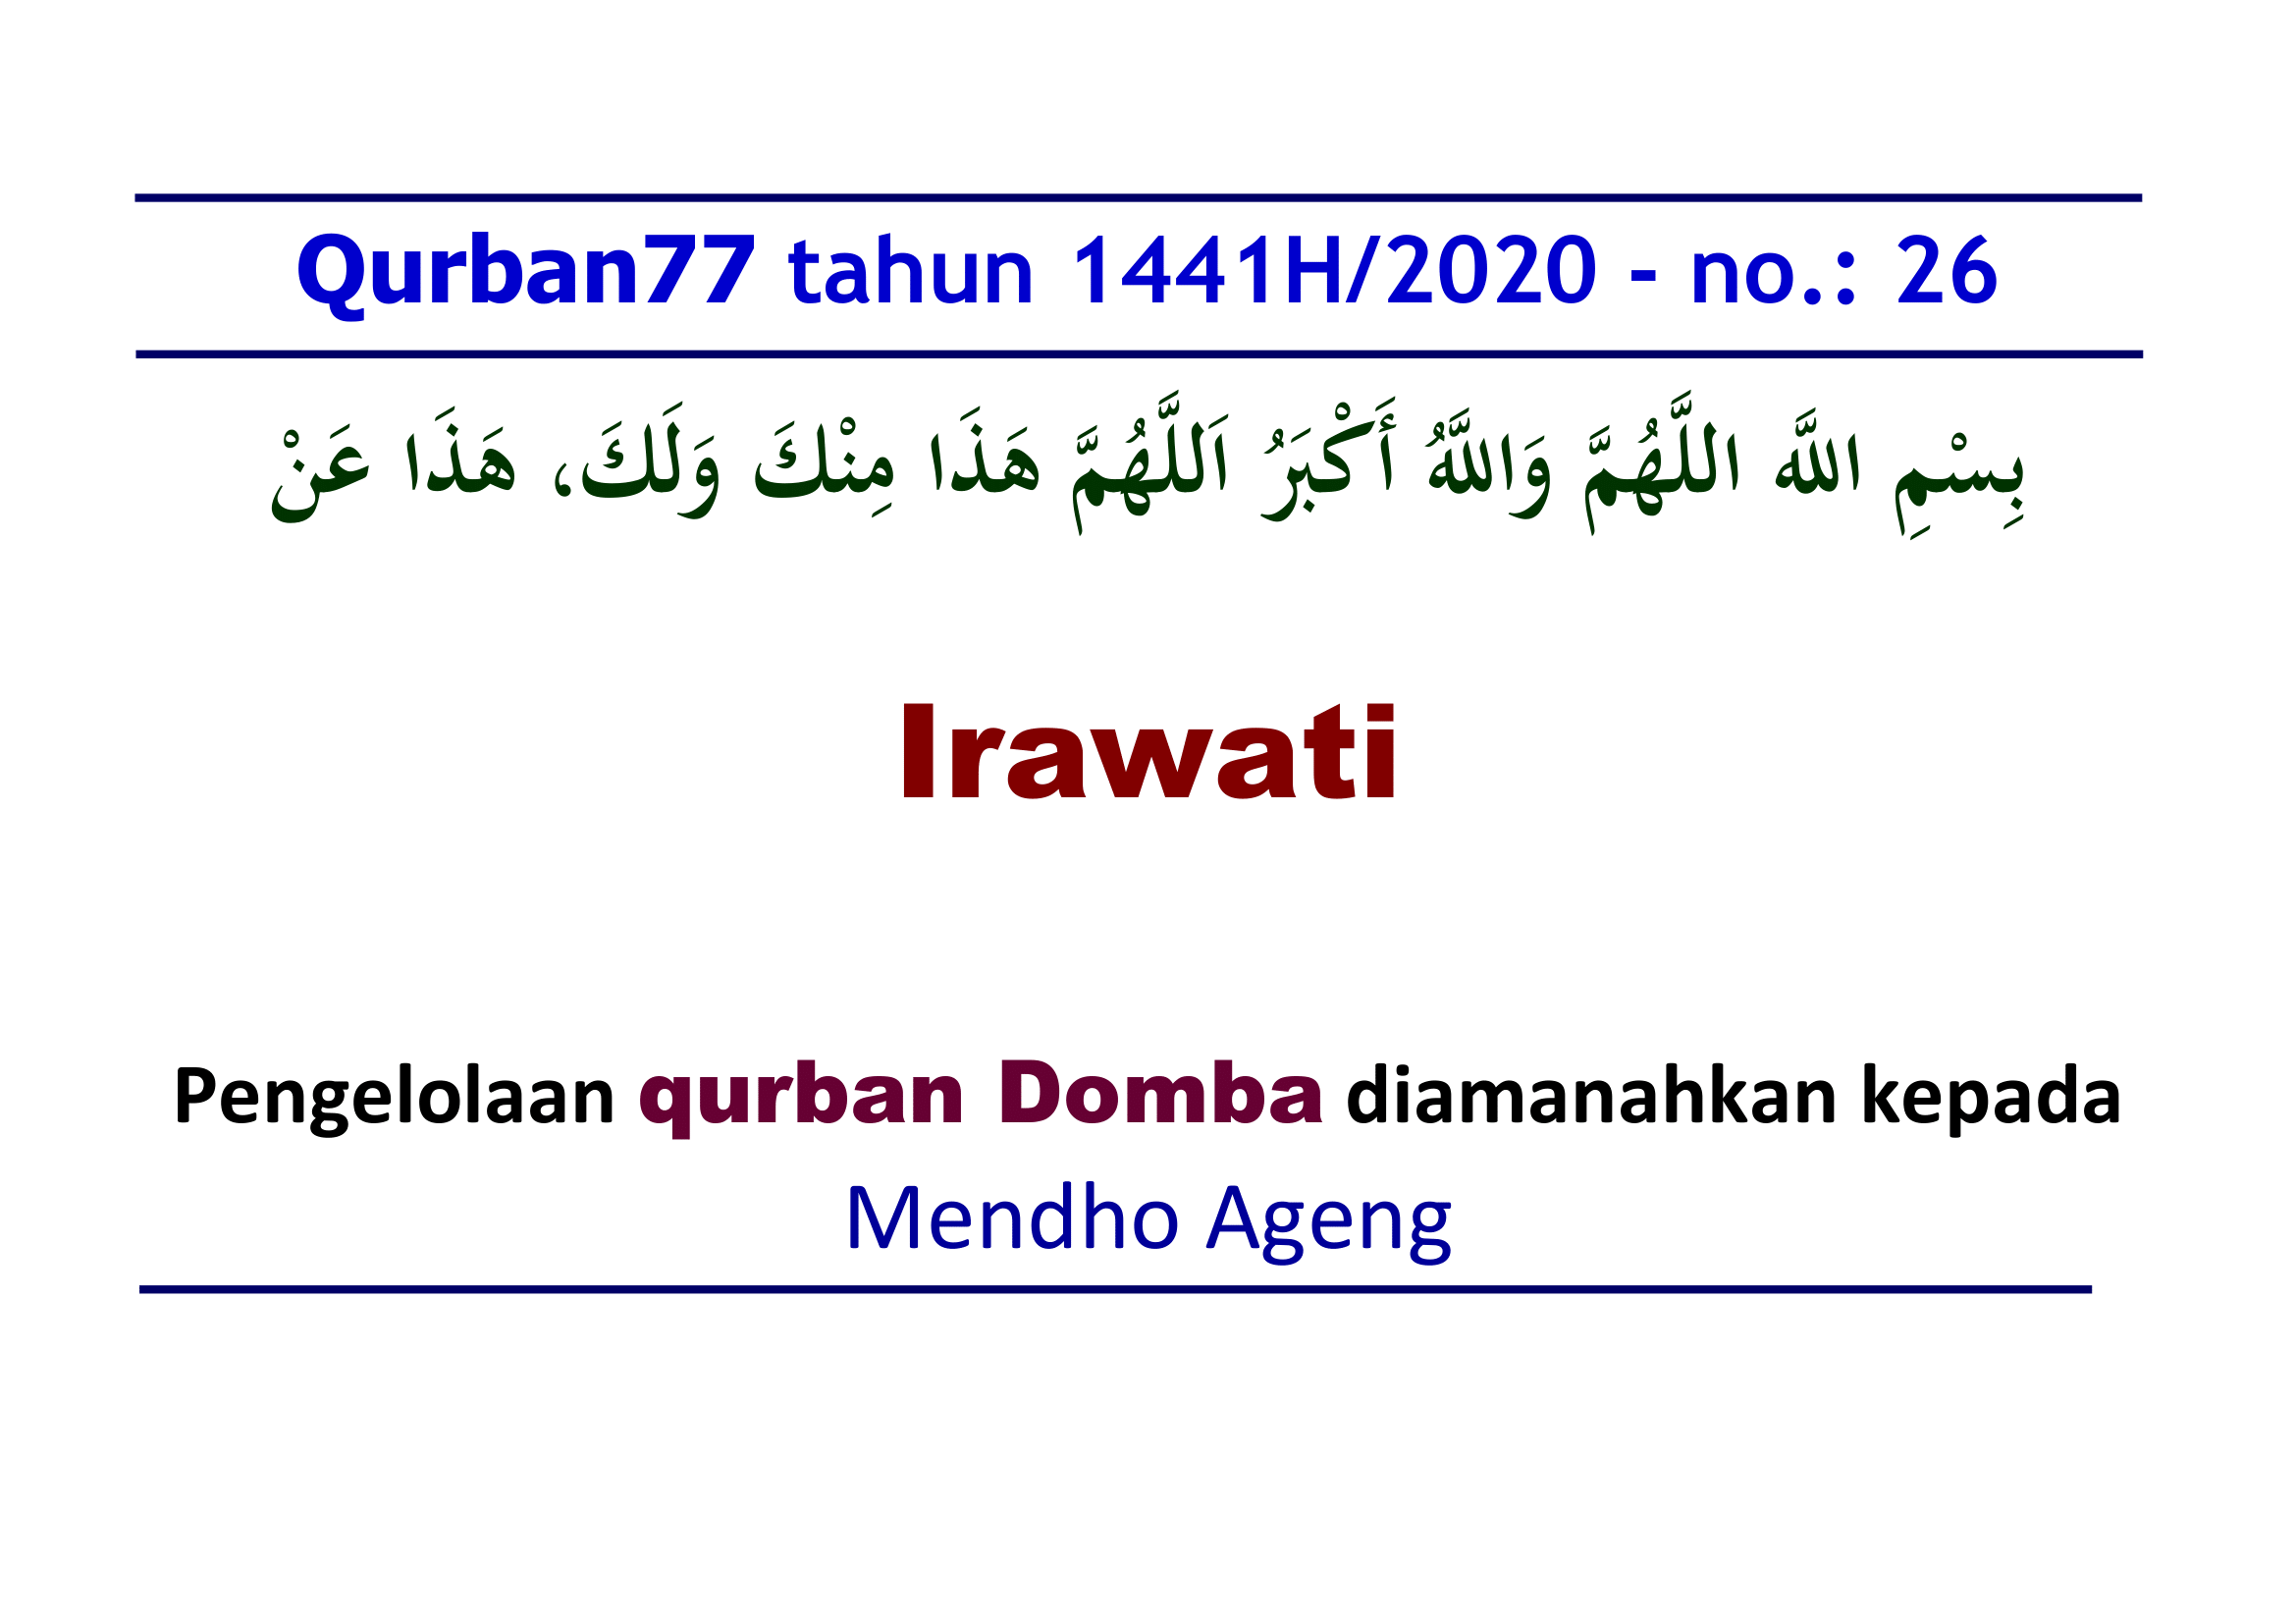 Qurban77 tahun 1441H/2020 - no.: 26
بِسْمِ اللَّه اللَّهُمَّ وَاللَّهُ أَكْبَرُ اَللَّهُمَّ هَذَا مِنْكَ وَلَكَ، هَذَا عَنْ
Irawati
Pengelolaan qurban Domba diamanahkan kepada
Mendho Ageng